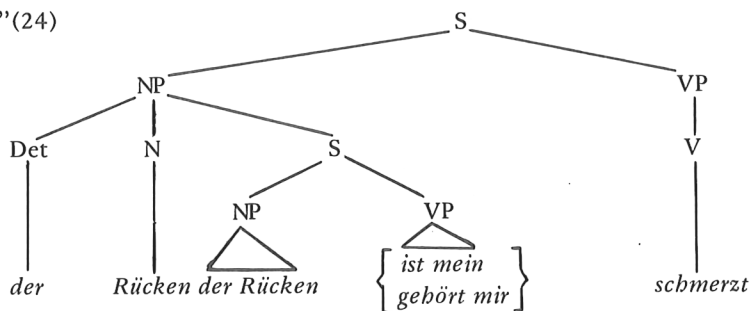 ”(24)
S
NP VP
Det N S V
NP VP
ist mein
der Rücken der Rücken { gehört mir } schmerzt